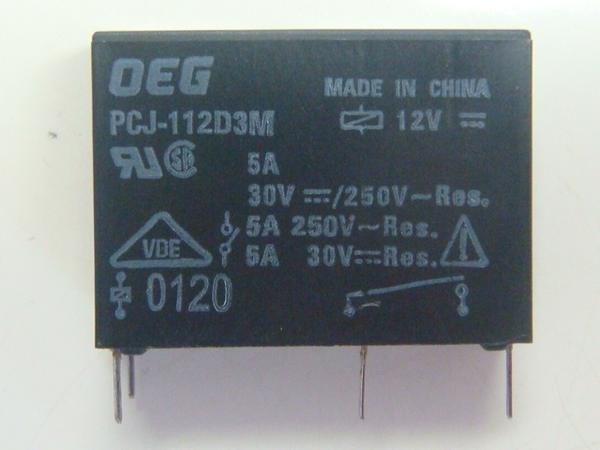 OEG
MADE IN CHINA
PCJ-112D3M
12V ⎓
5A
30V ⎓/250V~Res.
5A 250V~Res.
5A 30V⎓Res.
VDE
0120